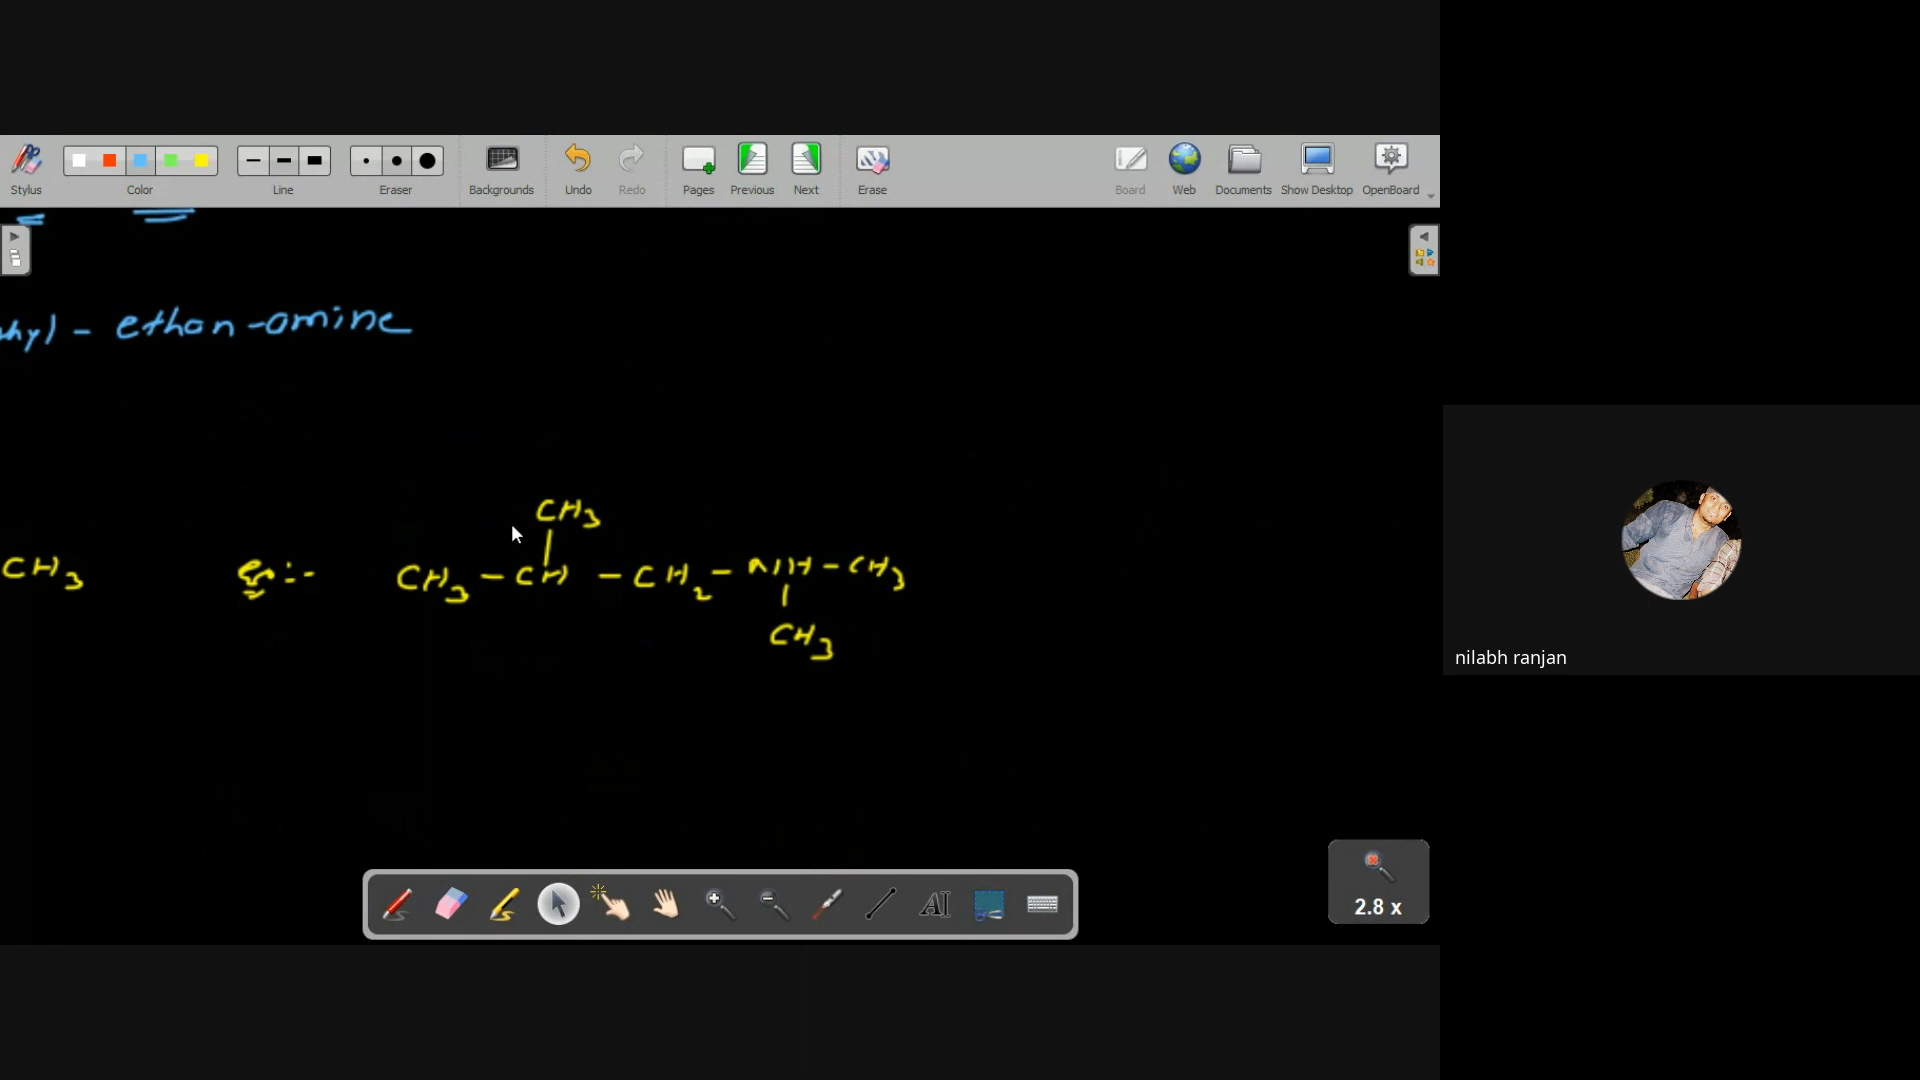 Stylus Color Line Eraser Backgrounds Undo Redo Pages Previous Next Erase Board Web Documents Show Desktop OpenBoard
hyl - ethan -amine
CH3
CH3 ex:- CH3 - CH - CH2 - NH - CH3
CH3
nilabh ranjan
2.8 x